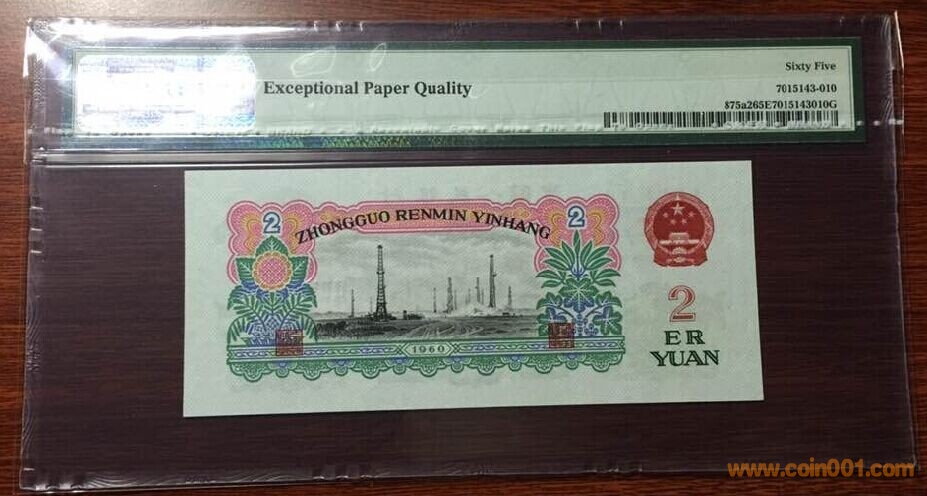 Sixty Five
Exceptional Paper Quality
7015143-010
875a265E7015143010G
ZHONGGUO RENMIN YINHANG
2
2
2
ER
YUAN
1960
www.coin001.com